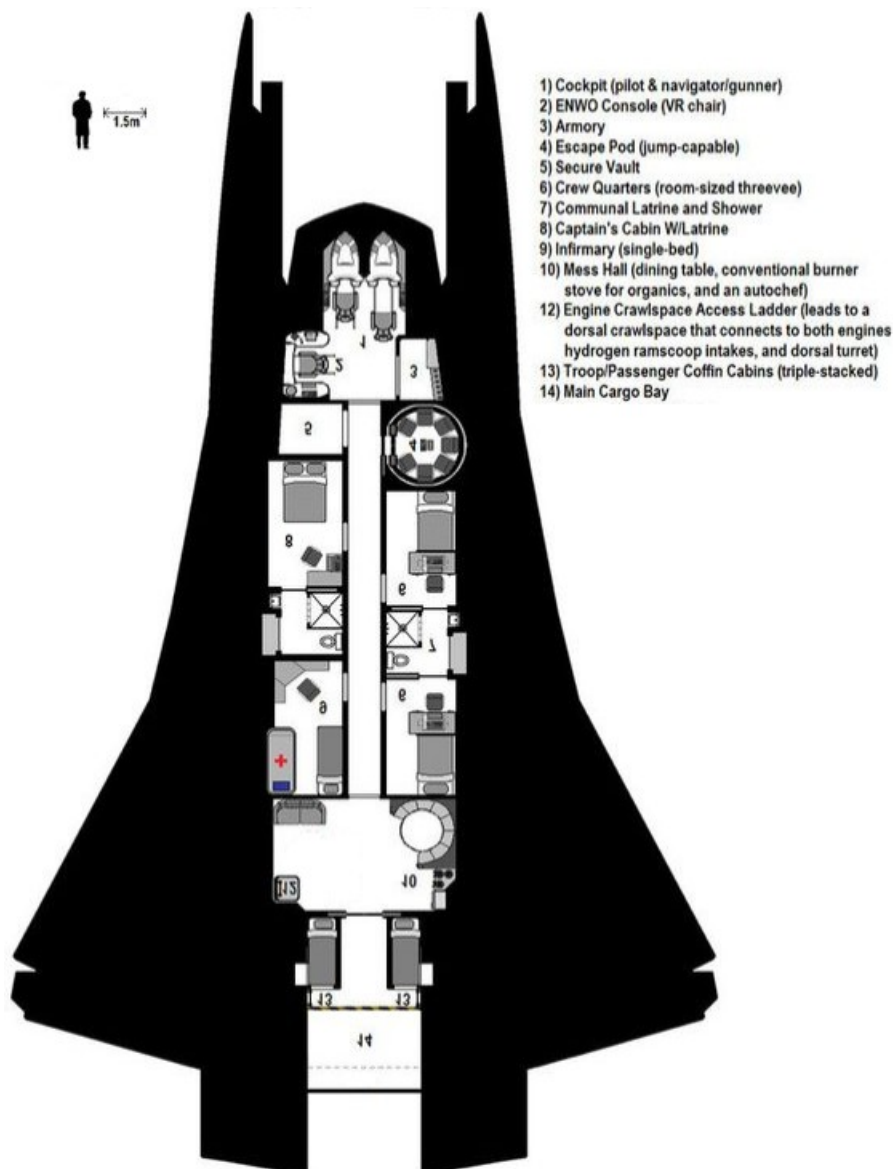 1.5m
1) Cockpit (pilot & navigator/gunner)
2) ENWO Console (VR chair)
3) Armory
4) Escape Pod (jump-capable)
5) Secure Vault
6) Crew Quarters (room-sized threevee)
7) Communal Latrine and Shower
8) Captain's Cabin W/Latrine
9) Infirmary (single-bed)
10) Mess Hall (dining table, conventional burner
stove for organics, and an autochef)
12) Engine Crawlspace Access Ladder (leads to a
dorsal crawlspace that connects to both engines
hydrogen ramscoop intakes, and dorsal turret)
13) Troop/Passenger Coffin Cabins (triple-stacked)
14) Main Cargo Bay
1
2
3
5
4
8
6
7
9
6
10
12
13
13
14